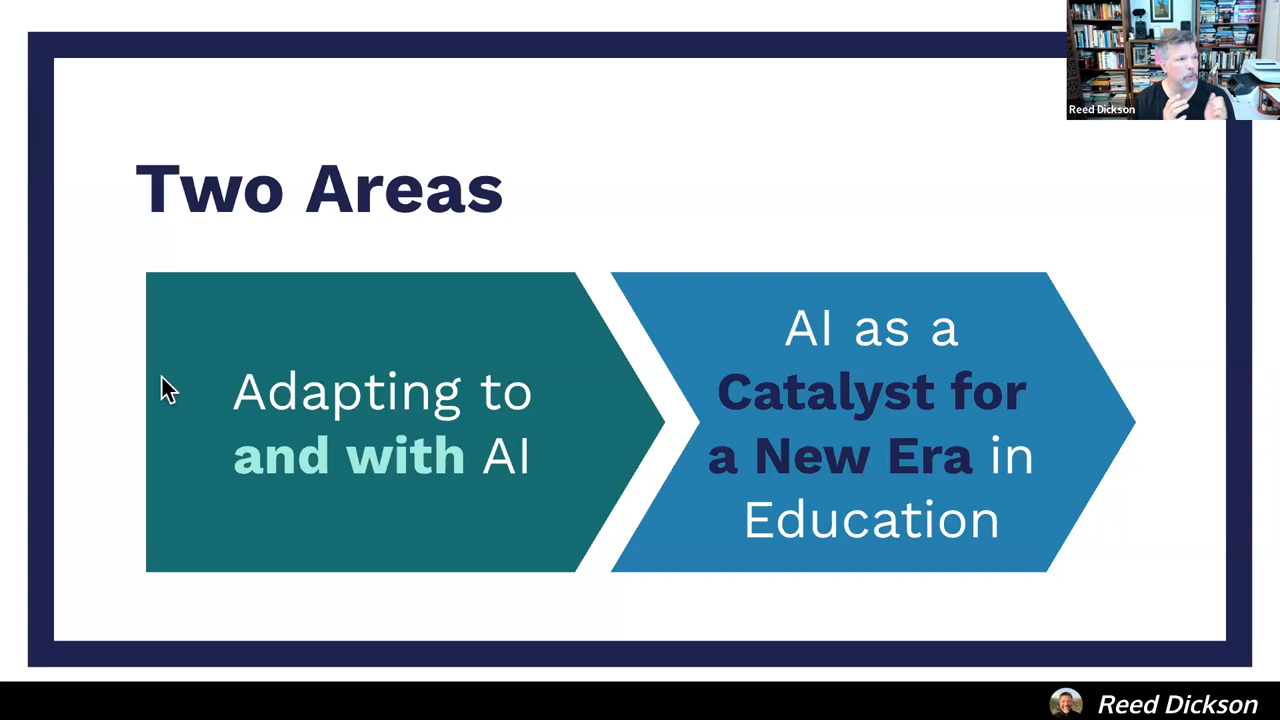 Reed Dickson
Two Areas
Adapting to
and with AI
AI as a
Catalyst for
a New Era in
Education
Reed Dickson